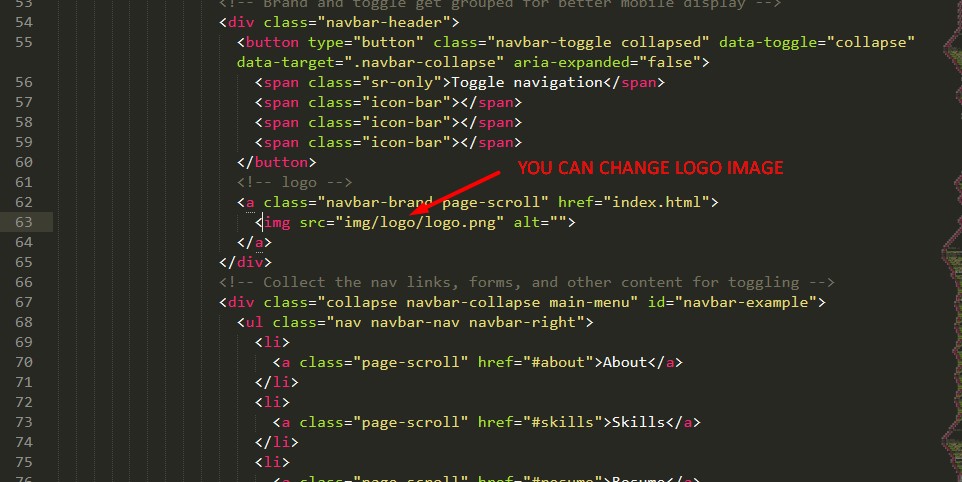 53 <!-- Brand and toggle get grouped for better mobile display -->
54 <div class="navbar-header">
55 <button type="button" class="navbar-toggle collapsed" data-toggle="collapse"
data-target=".navbar-collapse" aria-expanded="false">
56 <span class="sr-only">Toggle navigation</span>
57 <span class="icon-bar"></span>
58 <span class="icon-bar"></span>
59 <span class="icon-bar"></span>
60 </button>
YOU CAN CHANGE LOGO IMAGE
61 <!-- logo -->
62 <a class="navbar-brand page-scroll" href="index.html">
63 <img src="img/logo/logo.png" alt="">
64 </a>
65 </div>
66 <!-- Collect the nav links, forms, and other content for toggling -->
67 <div class="collapse navbar-collapse main-menu" id="navbar-example">
68 <ul class="nav navbar-nav navbar-right">
69 <li>
70 <a class="page-scroll" href="#about">About</a>
71 </li>
72 <li>
73 <a class="page-scroll" href="#skills">Skills</a>
74 </li>
75 <li>
76 <a class="page-scroll" href="#resume">Resume</a>